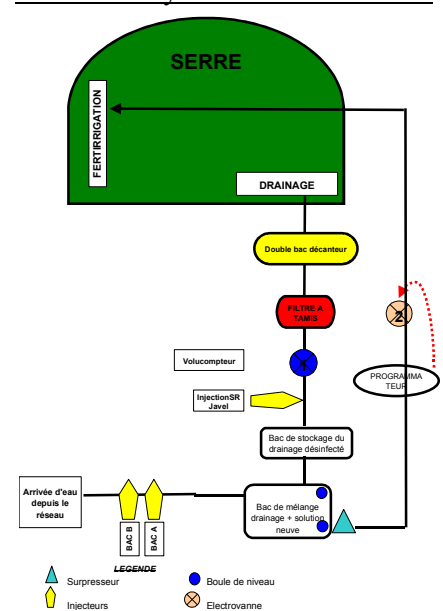 SERRE
FERTIRRIGATION
DRAINAGE
Double bac décanteur
FILTRE A
TAMIS
2
Volucompteur
1
PROGRAMMA
TEUR
InjectionSR
Javel
Bac de stockage du
drainage désinfecté
Arrivée d'eau
depuis le
réseau
BAC B
BAC A
Bac de mélange
drainage + solution
neuve
LEGENDE
Surpresseur
Boule de niveau
Injecteurs
Electrovanne